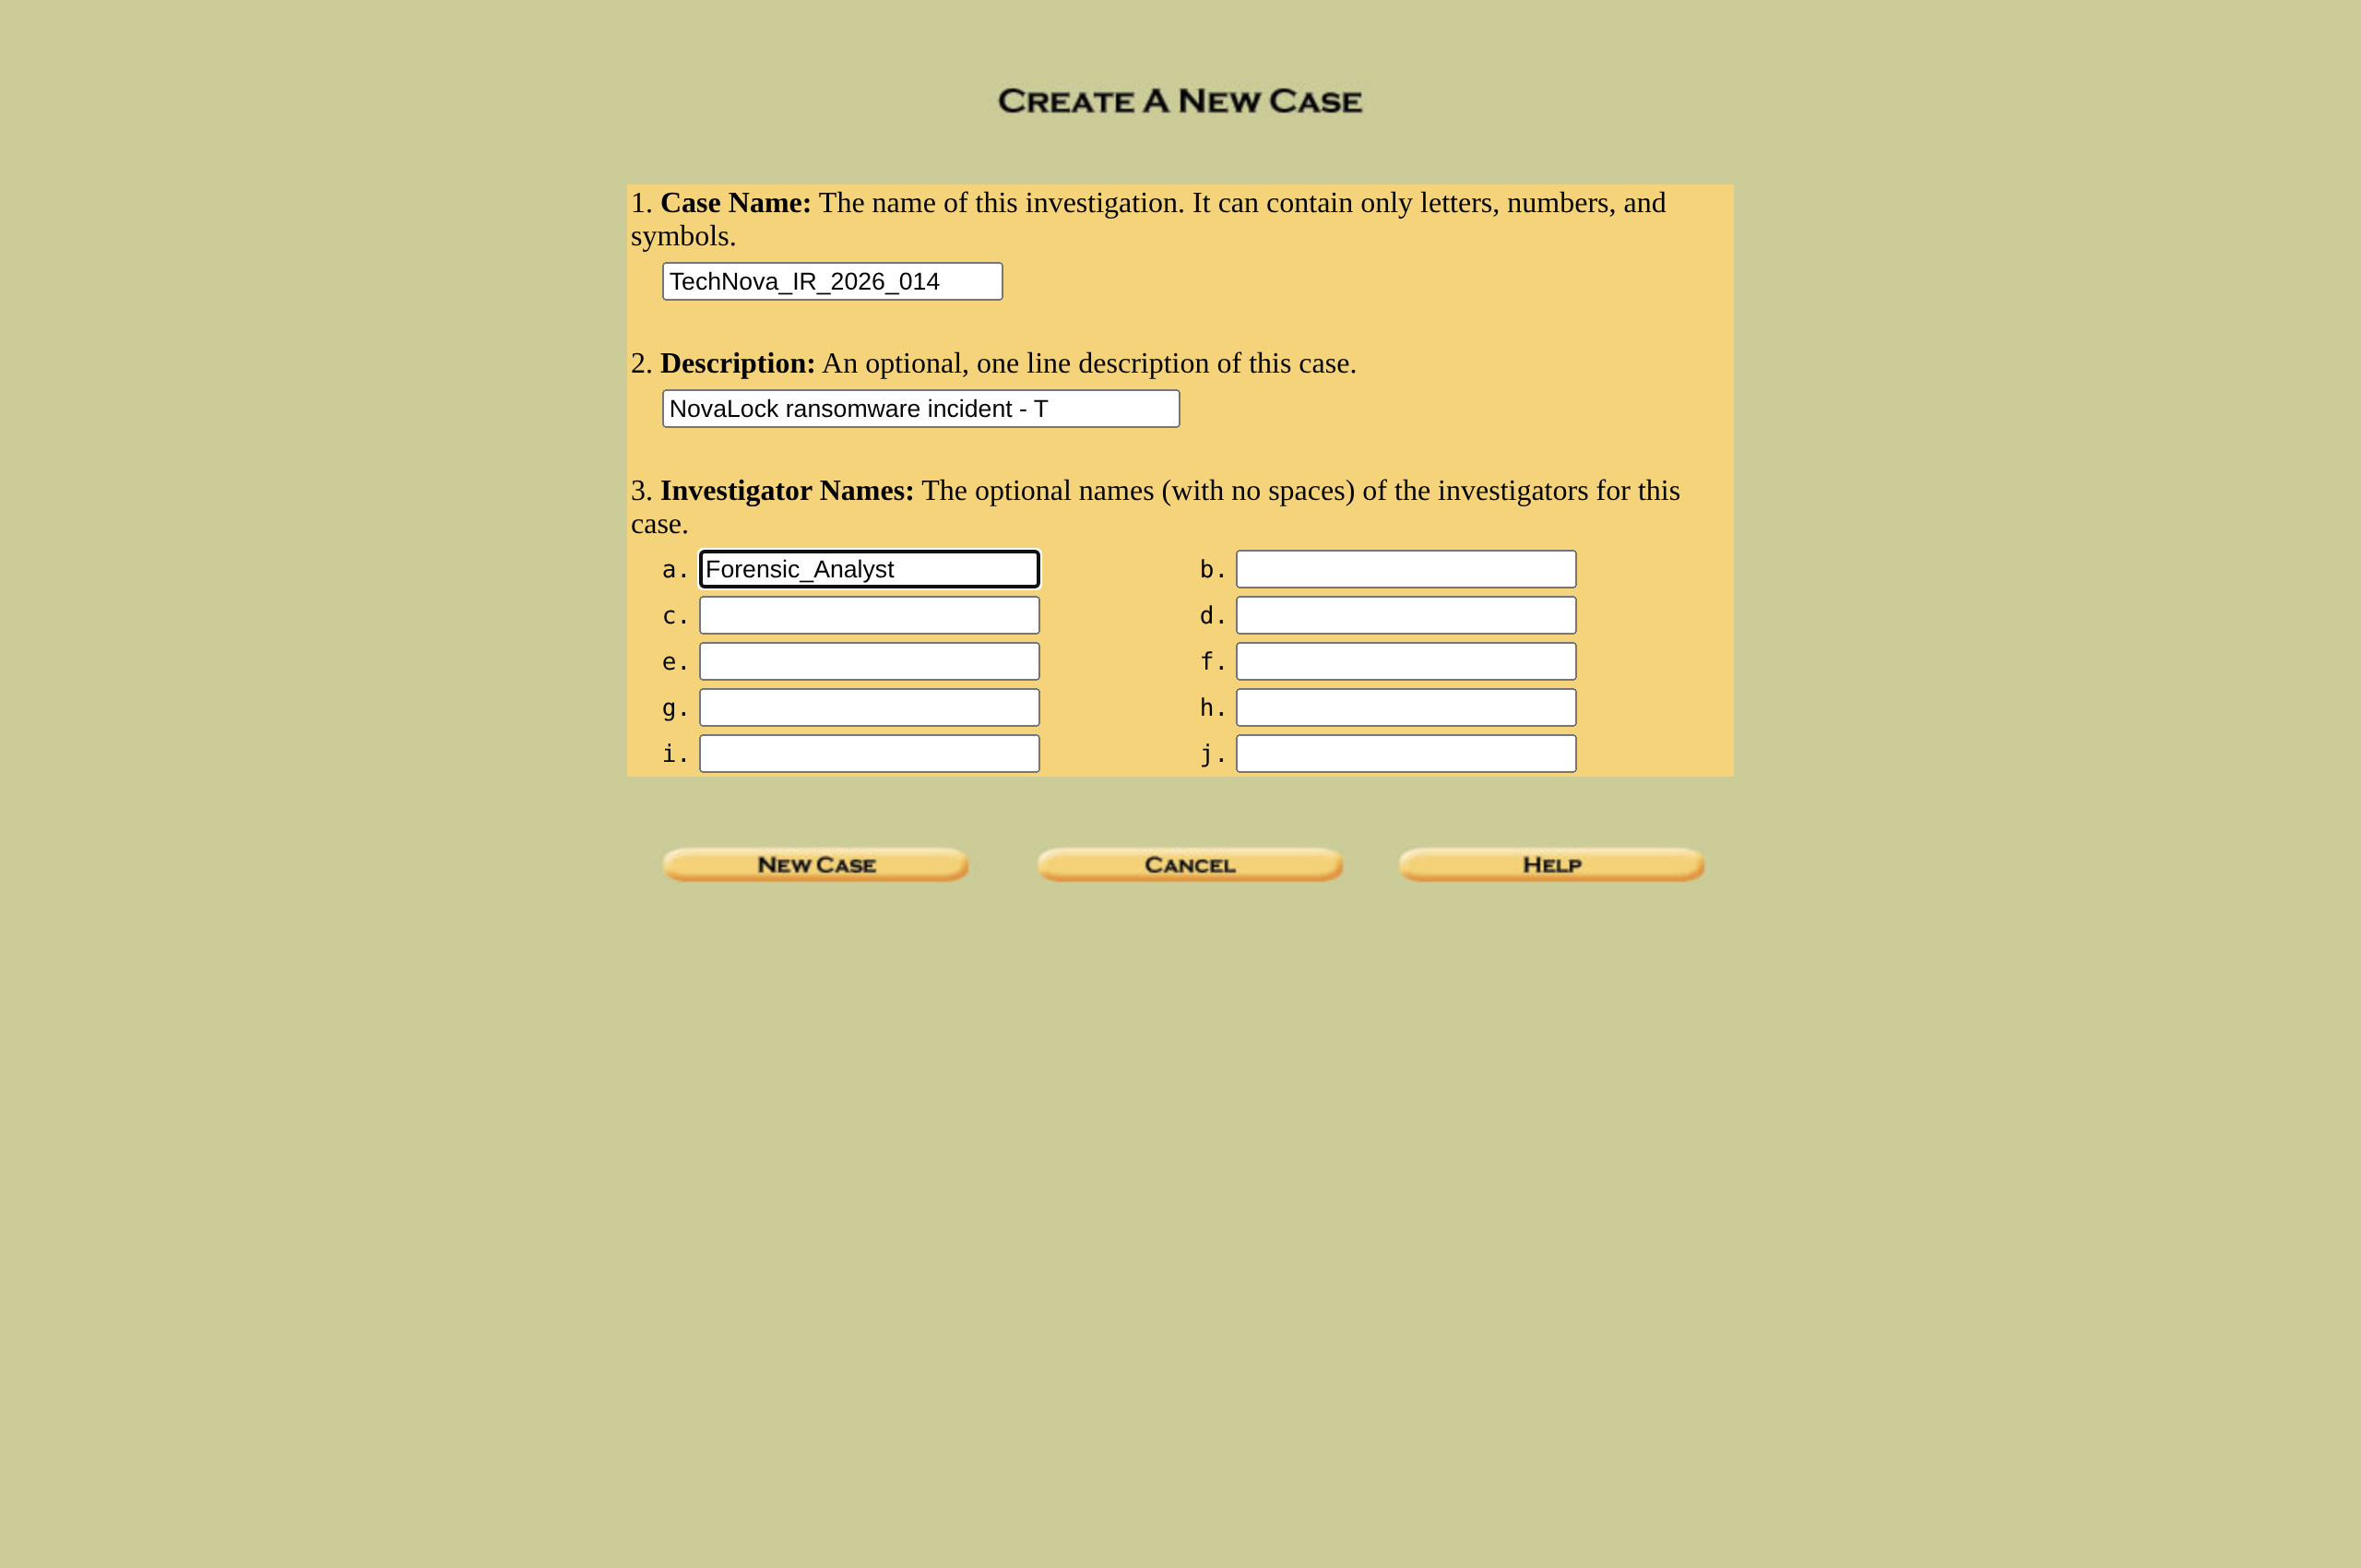 CREATE A NEW CASE
1. Case Name: The name of this investigation. It can contain only letters, numbers, and
symbols.
TechNova_IR_2026_014
2. Description: An optional, one line description of this case.
NovaLock ransomware incident - T
3. Investigator Names: The optional names (with no spaces) of the investigators for this
case.
a. Forensic_Analyst b.
c. d.
e. f.
g. h.
i. j.
NEW CASE CANCEL HELP